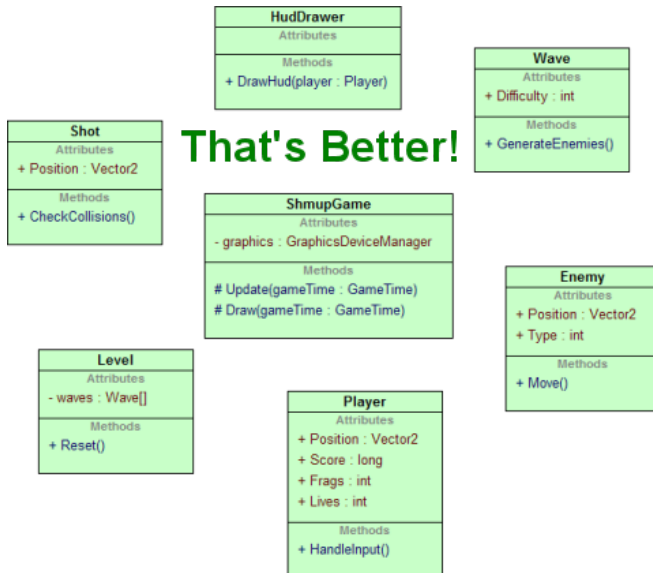 HudDrawer
Attributes
Methods
+ DrawHud(player : Player)
Wave
Attributes
+ Difficulty : int
Methods
+ GenerateEnemies()
Shot
Attributes
+ Position : Vector2
Methods
+ CheckCollisions()
That's Better!
ShmupGame
Attributes
- graphics : GraphicsDeviceManager
Methods
# Update(gameTime : GameTime)
# Draw(gameTime : GameTime)
Enemy
Attributes
+ Position : Vector2
+ Type : int
Methods
+ Move()
Level
Attributes
- waves : Wave[]
Methods
+ Reset()
Player
Attributes
+ Position : Vector2
+ Score : long
+ Frags : int
+ Lives : int
Methods
+ HandleInput()